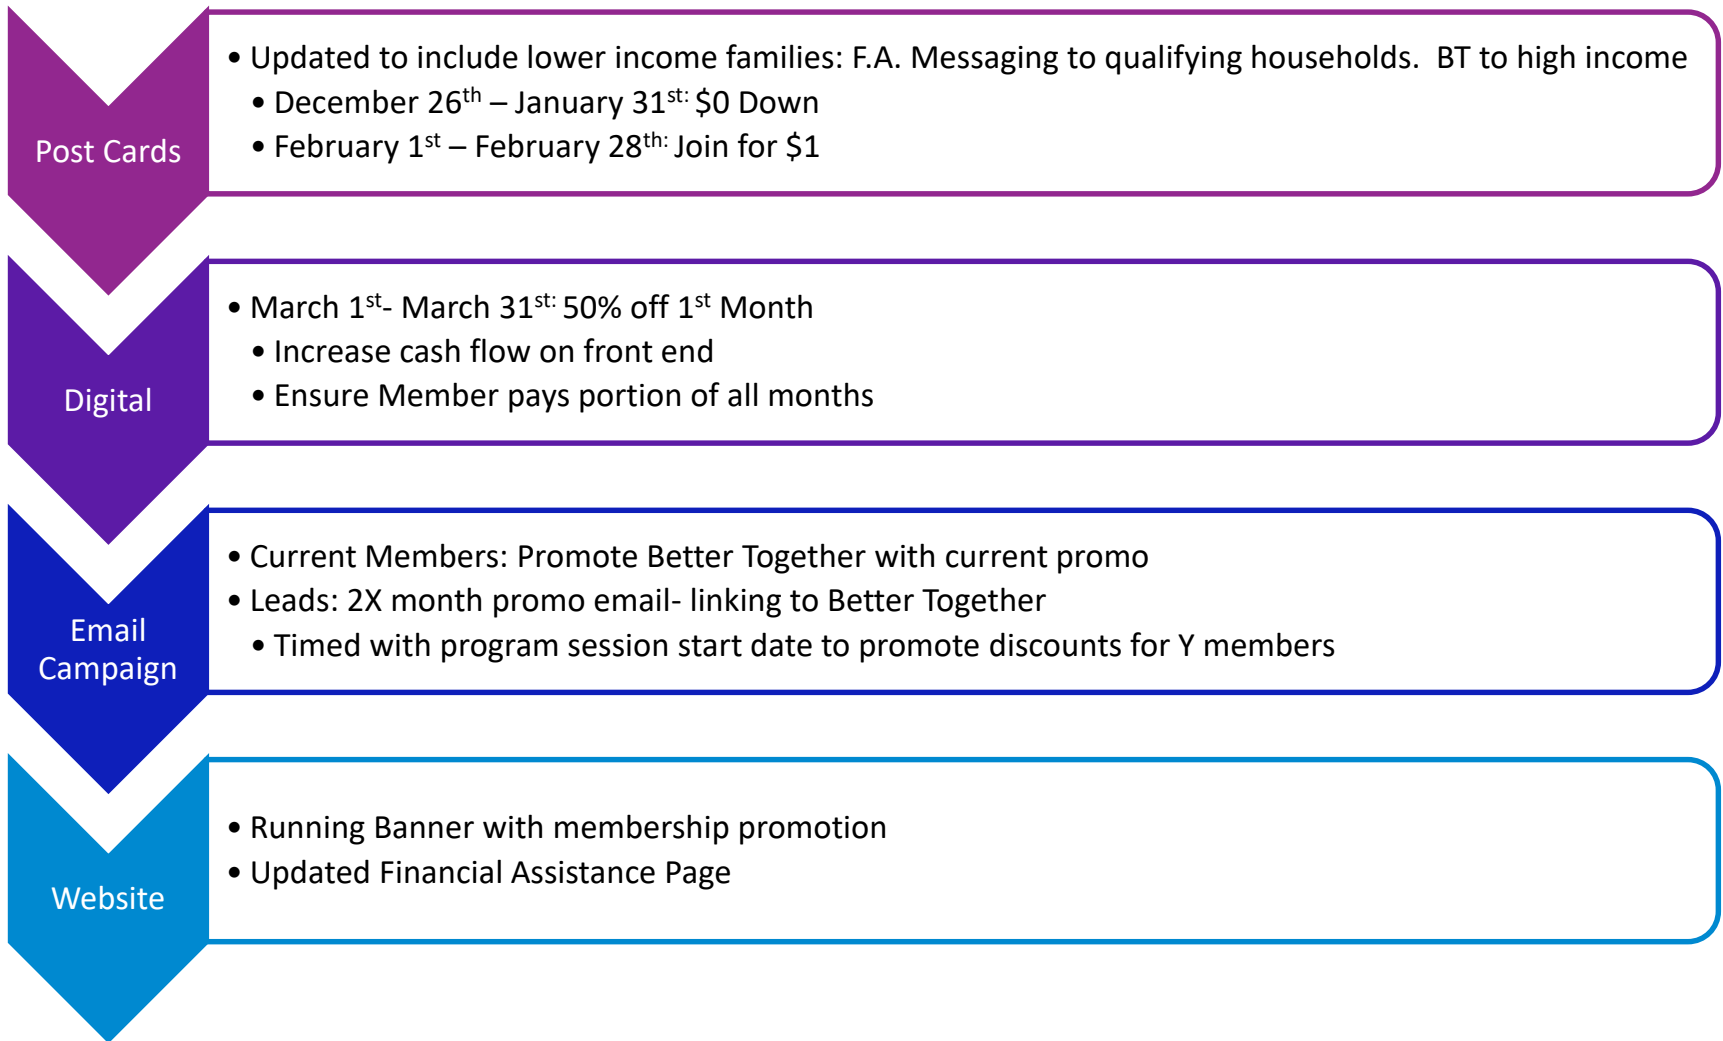 Post Cards
• Updated to include lower income families: F.A. Messaging to qualifying households.  BT to high income
• December 26th – January 31st: $0 Down
• February 1st – February 28th: Join for $1
Digital
• March 1st- March 31st: 50% off 1st Month
• Increase cash flow on front end
• Ensure Member pays portion of all months
Email
Campaign
• Current Members: Promote Better Together with current promo
• Leads: 2X month promo email- linking to Better Together
• Timed with program session start date to promote discounts for Y members
Website
• Running Banner with membership promotion
• Updated Financial Assistance Page